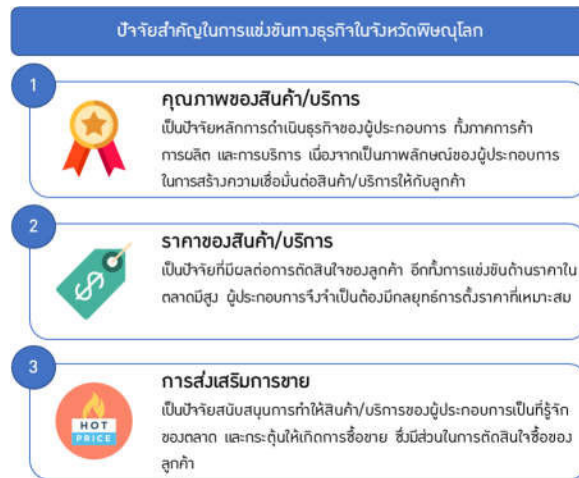 ปัจจัยสำคัญในการแข่งขันทางธุรกิจในจังหวัดพิษณุโลก
1
คุณภาพของสินค้า/บริการ
เป็นปัจจัยหลักการดำเนินธุรกิจของผู้ประกอบการ ทั้งภาคการค้า
การผลิต และการบริการ เนื่องจากเป็นภาพลักษณ์ของผู้ประกอบการ
ในการสร้างความเชื่อมั่นต่อสินค้า/บริการให้กับลูกค้า
2
ราคาของสินค้า/บริการ
เป็นปัจจัยที่มีผลต่อการตัดสินใจของลูกค้า อีกทั้งการแข่งขันด้านราคาใน
ตลาดมีสูง ผู้ประกอบการจึงจำเป็นต้องมีกลยุทธ์การตั้งราคาที่เหมาะสม
$
3
การส่งเสริมการขาย
เป็นปัจจัยสนับสนุนการทำให้สินค้า/บริการของผู้ประกอบการเป็นที่รู้จัก
ของตลาด และกระตุ้นให้เกิดการซื้อขาย ซึ่งมีส่วนในการตัดสินใจซื้อของ
ลูกค้า
HOT
PRICE